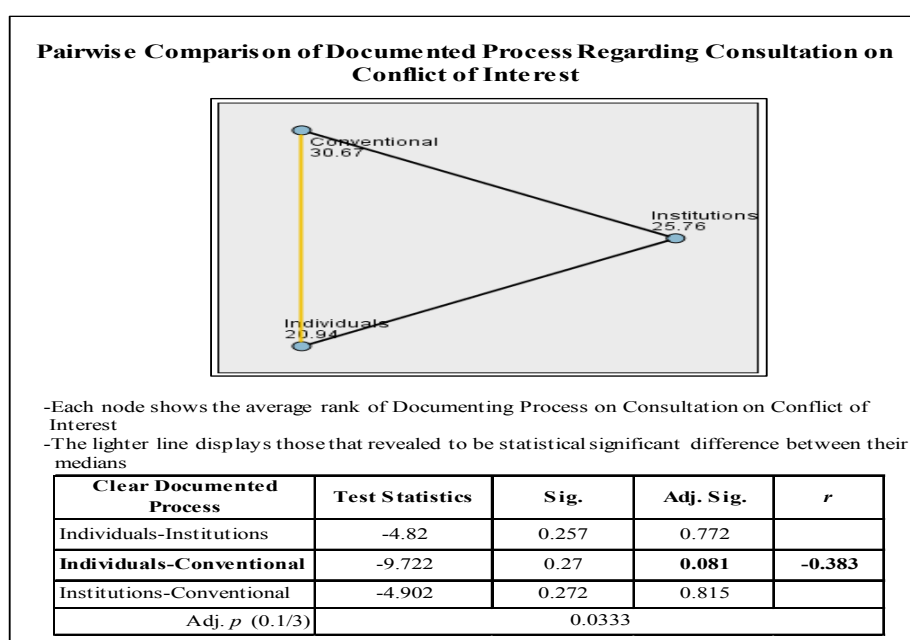 Pairwise Comparison of Documented Process Regarding Consultation on
Conflict of Interest
Conventional
30.67
Institutions
25.76
Individuals
20.94
-Each node shows the average rank of Documenting Process on Consultation on Conflict of
Interest
-The lighter line displays those that revealed to be statistical significant difference between their
medians
Clear Documented
Process Test Statistics Sig. Adj. Sig. r
Individuals-Institutions -4.82 0.257 0.772
Individuals-Conventional -9.722 0.27 0.081 -0.383
Institutions-Conventional -4.902 0.272 0.815
Adj. p (0.1/3) 0.0333